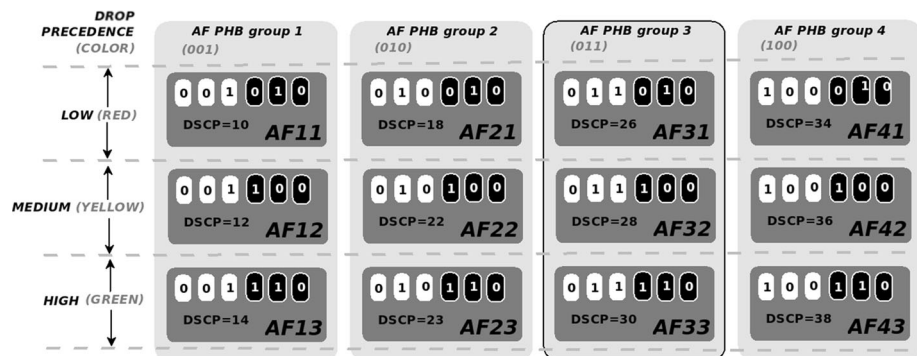 DROP
PRECEDENCE
(COLOR)
AF PHB group 1
(001)
AF PHB group 2
(010)
AF PHB group 3
(011)
AF PHB group 4
(100)
LOW (RED)
0 0 1 0 1 0
DSCP=10 AF11
0 1 0 0 1 0
DSCP=18 AF21
0 1 1 0 1 0
DSCP=26 AF31
1 0 0 0 1 0
DSCP=34 AF41
MEDIUM (YELLOW)
0 0 1 1 0 0
DSCP=12 AF12
0 1 0 1 0 0
DSCP=22 AF22
0 1 1 1 0 0
DSCP=28 AF32
1 0 0 1 0 0
DSCP=36 AF42
HIGH (GREEN)
0 0 1 1 1 0
DSCP=14 AF13
0 1 0 1 1 0
DSCP=23 AF23
0 1 1 1 1 0
DSCP=30 AF33
1 0 0 1 1 0
DSCP=38 AF43